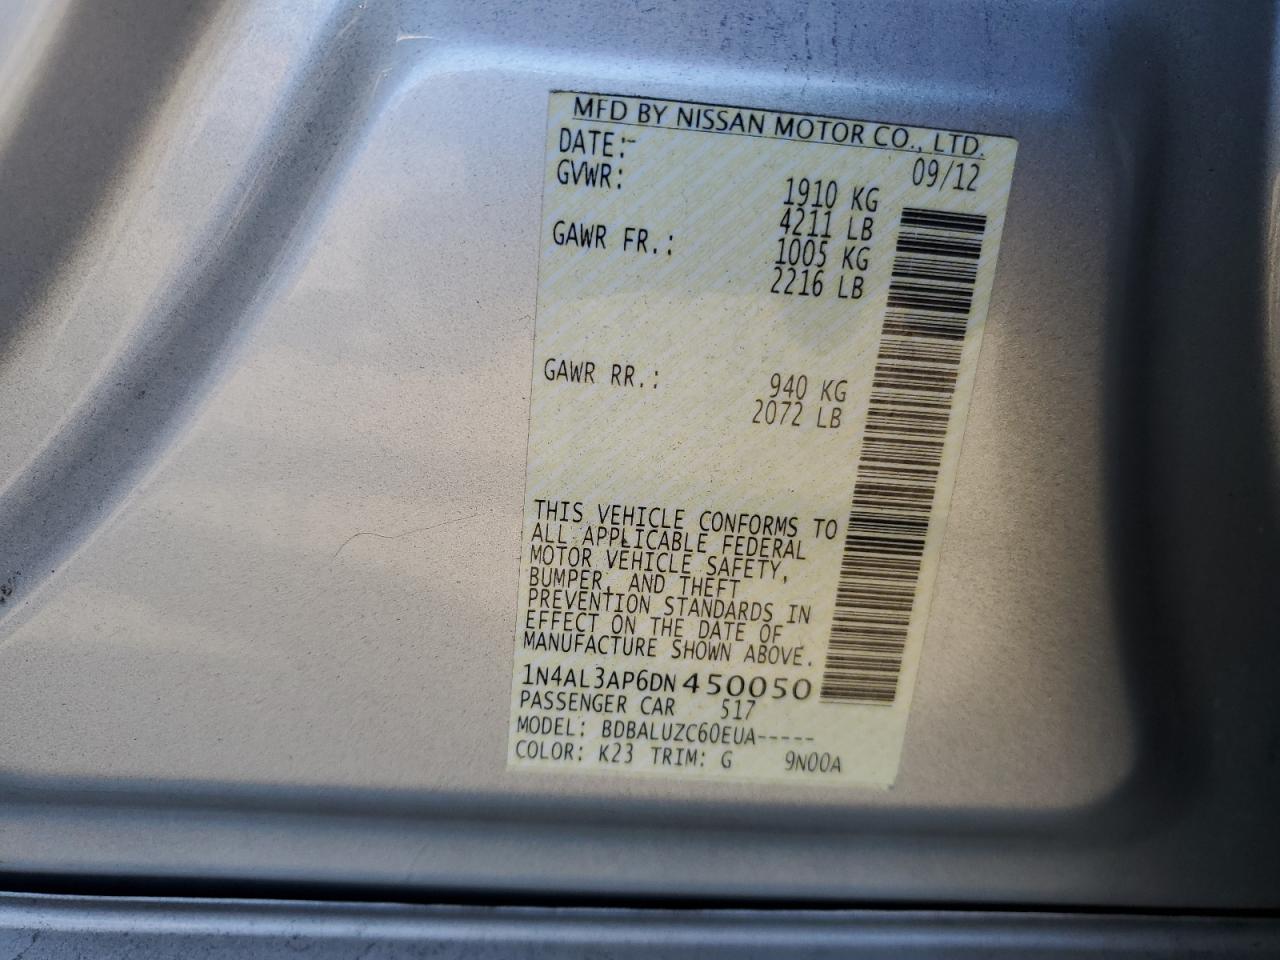 MFD BY NISSAN MOTOR CO., LTD.
DATE:- 09/12
GVWR: 1910 KG
4211 LB
GAWR FR.: 1005 KG
2216 LB
GAWR RR.: 940 KG
2072 LB
THIS VEHICLE CONFORMS TO
ALL APPLICABLE FEDERAL
MOTOR VEHICLE SAFETY,
BUMPER, AND THEFT
PREVENTION STANDARDS IN
EFFECT ON THE DATE OF
MANUFACTURE SHOWN ABOVE.
1N4AL3AP6DN450050
PASSENGER CAR 517
MODEL: BDBALUZC60EUA-----
COLOR: K23 TRIM: G 9N00A